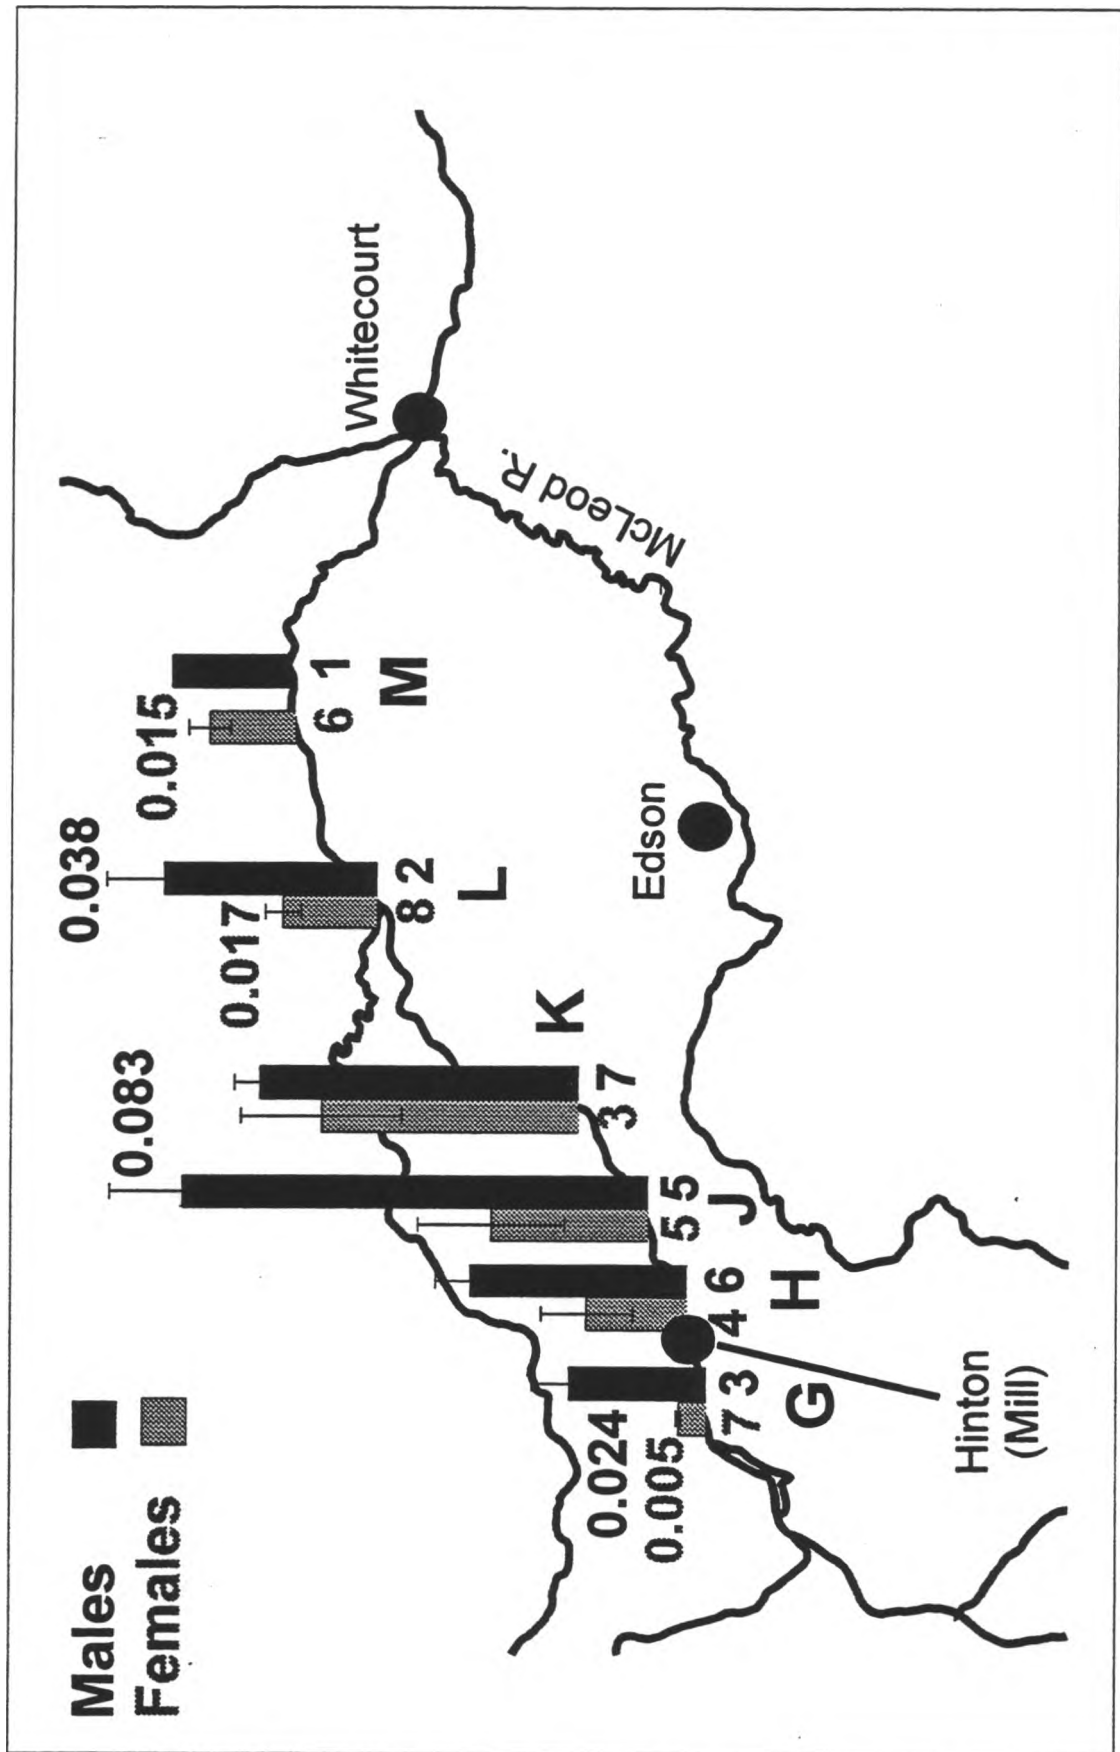 Males
Females
0.083
0.038
0.017
0.015
0.024
0.005
7 3
G
4 6
H
5 5
J
3 7
K
8 2
L
6 1
M
Whitecourt
McLeod R.
Edson
Hinton
(Mill)